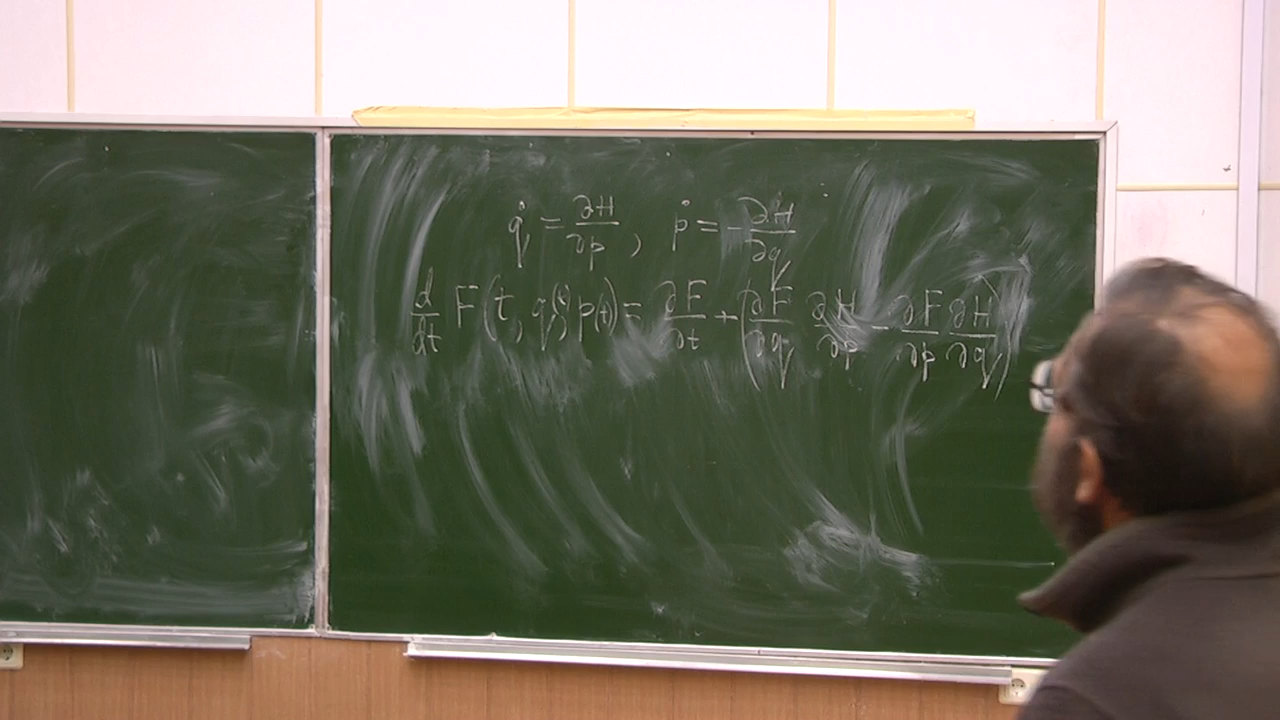 q̇ = ∂H/∂p , ṗ = -∂H/∂q
d/dt F(t, q(t), p(t)) = ∂F/∂t + (∂F/∂q ∂H/∂p - ∂F/∂p ∂H/∂q)